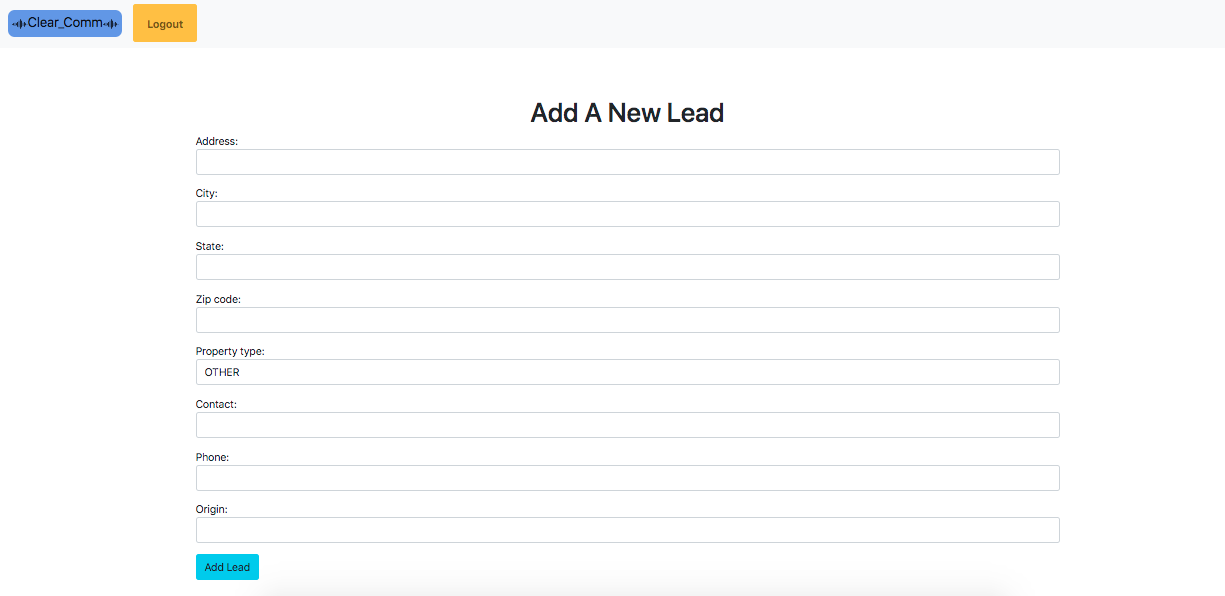 Clear_Comm
Logout
Add A New Lead
Address:
City:
State:
Zip code:
Property type:
OTHER
Contact:
Phone:
Origin:
Add Lead